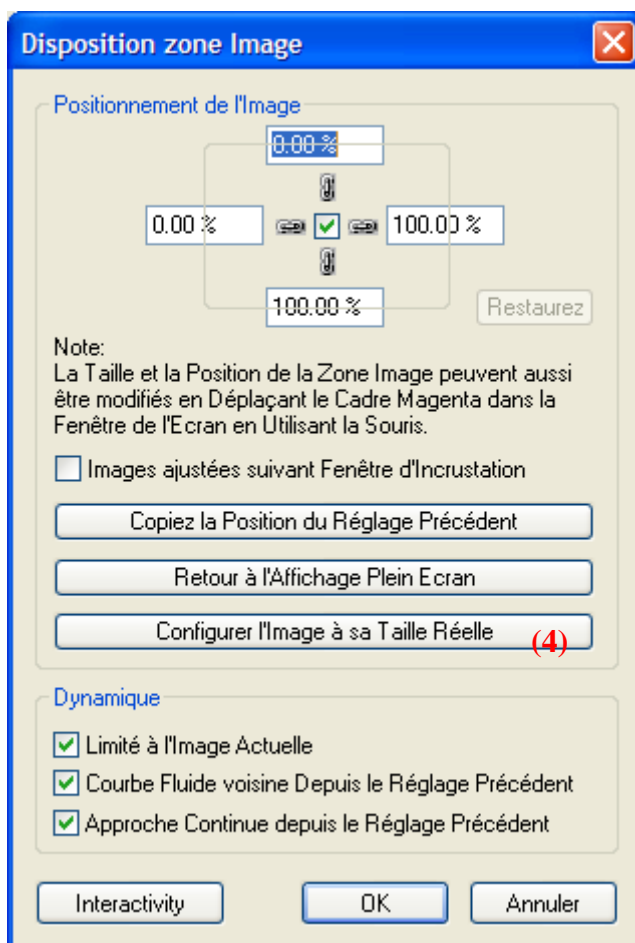 Disposition zone Image
Positionnement de l'Image
0.00 %
0.00 %
100.00 %
100.00 %
Restaurez
Note:
La Taille et la Position de la Zone Image peuvent aussi
être modifiés en Déplaçant le Cadre Magenta dans la
Fenêtre de l'Ecran en Utilisant la Souris.
Images ajustées suivant Fenêtre d'Incrustation
Copiez la Position du Réglage Précédent
Retour à l'Affichage Plein Ecran
Configurer l'Image à sa Taille Réelle (4)
Dynamique
Limité à l'Image Actuelle
Courbe Fluide voisine Depuis le Réglage Précédent
Approche Continue depuis le Réglage Précédent
Interactivity OK Annuler